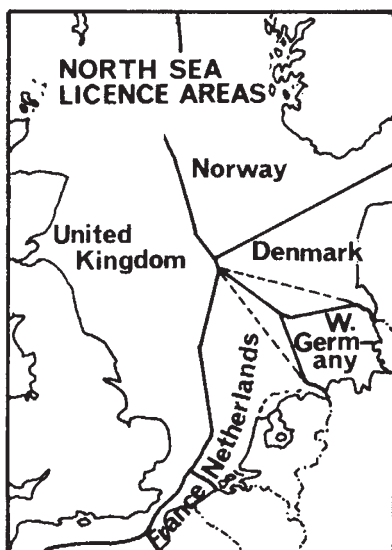 NORTH SEA
LICENCE AREAS
Norway
United
Kingdom
Denmark
W.
Germ-
any
Netherlands
France